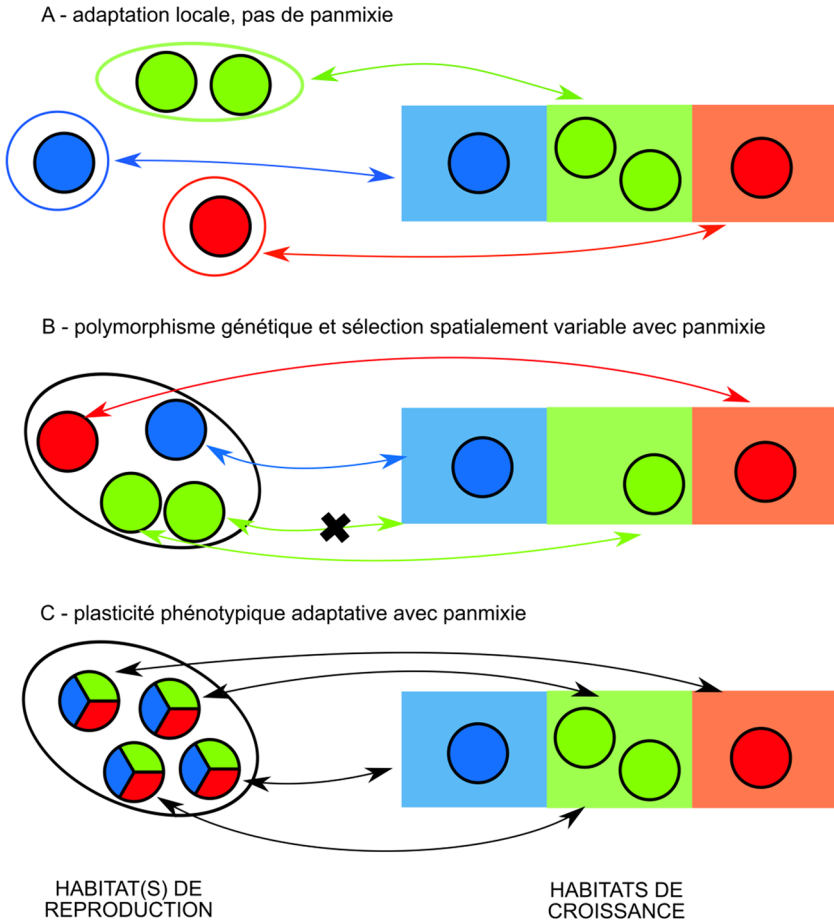 A - adaptation locale, pas de panmixie
B - polymorphisme génétique et sélection spatialement variable avec panmixie
C - plasticité phénotypique adaptative avec panmixie
HABITAT(S) DE
REPRODUCTION
HABITATS DE
CROISSANCE